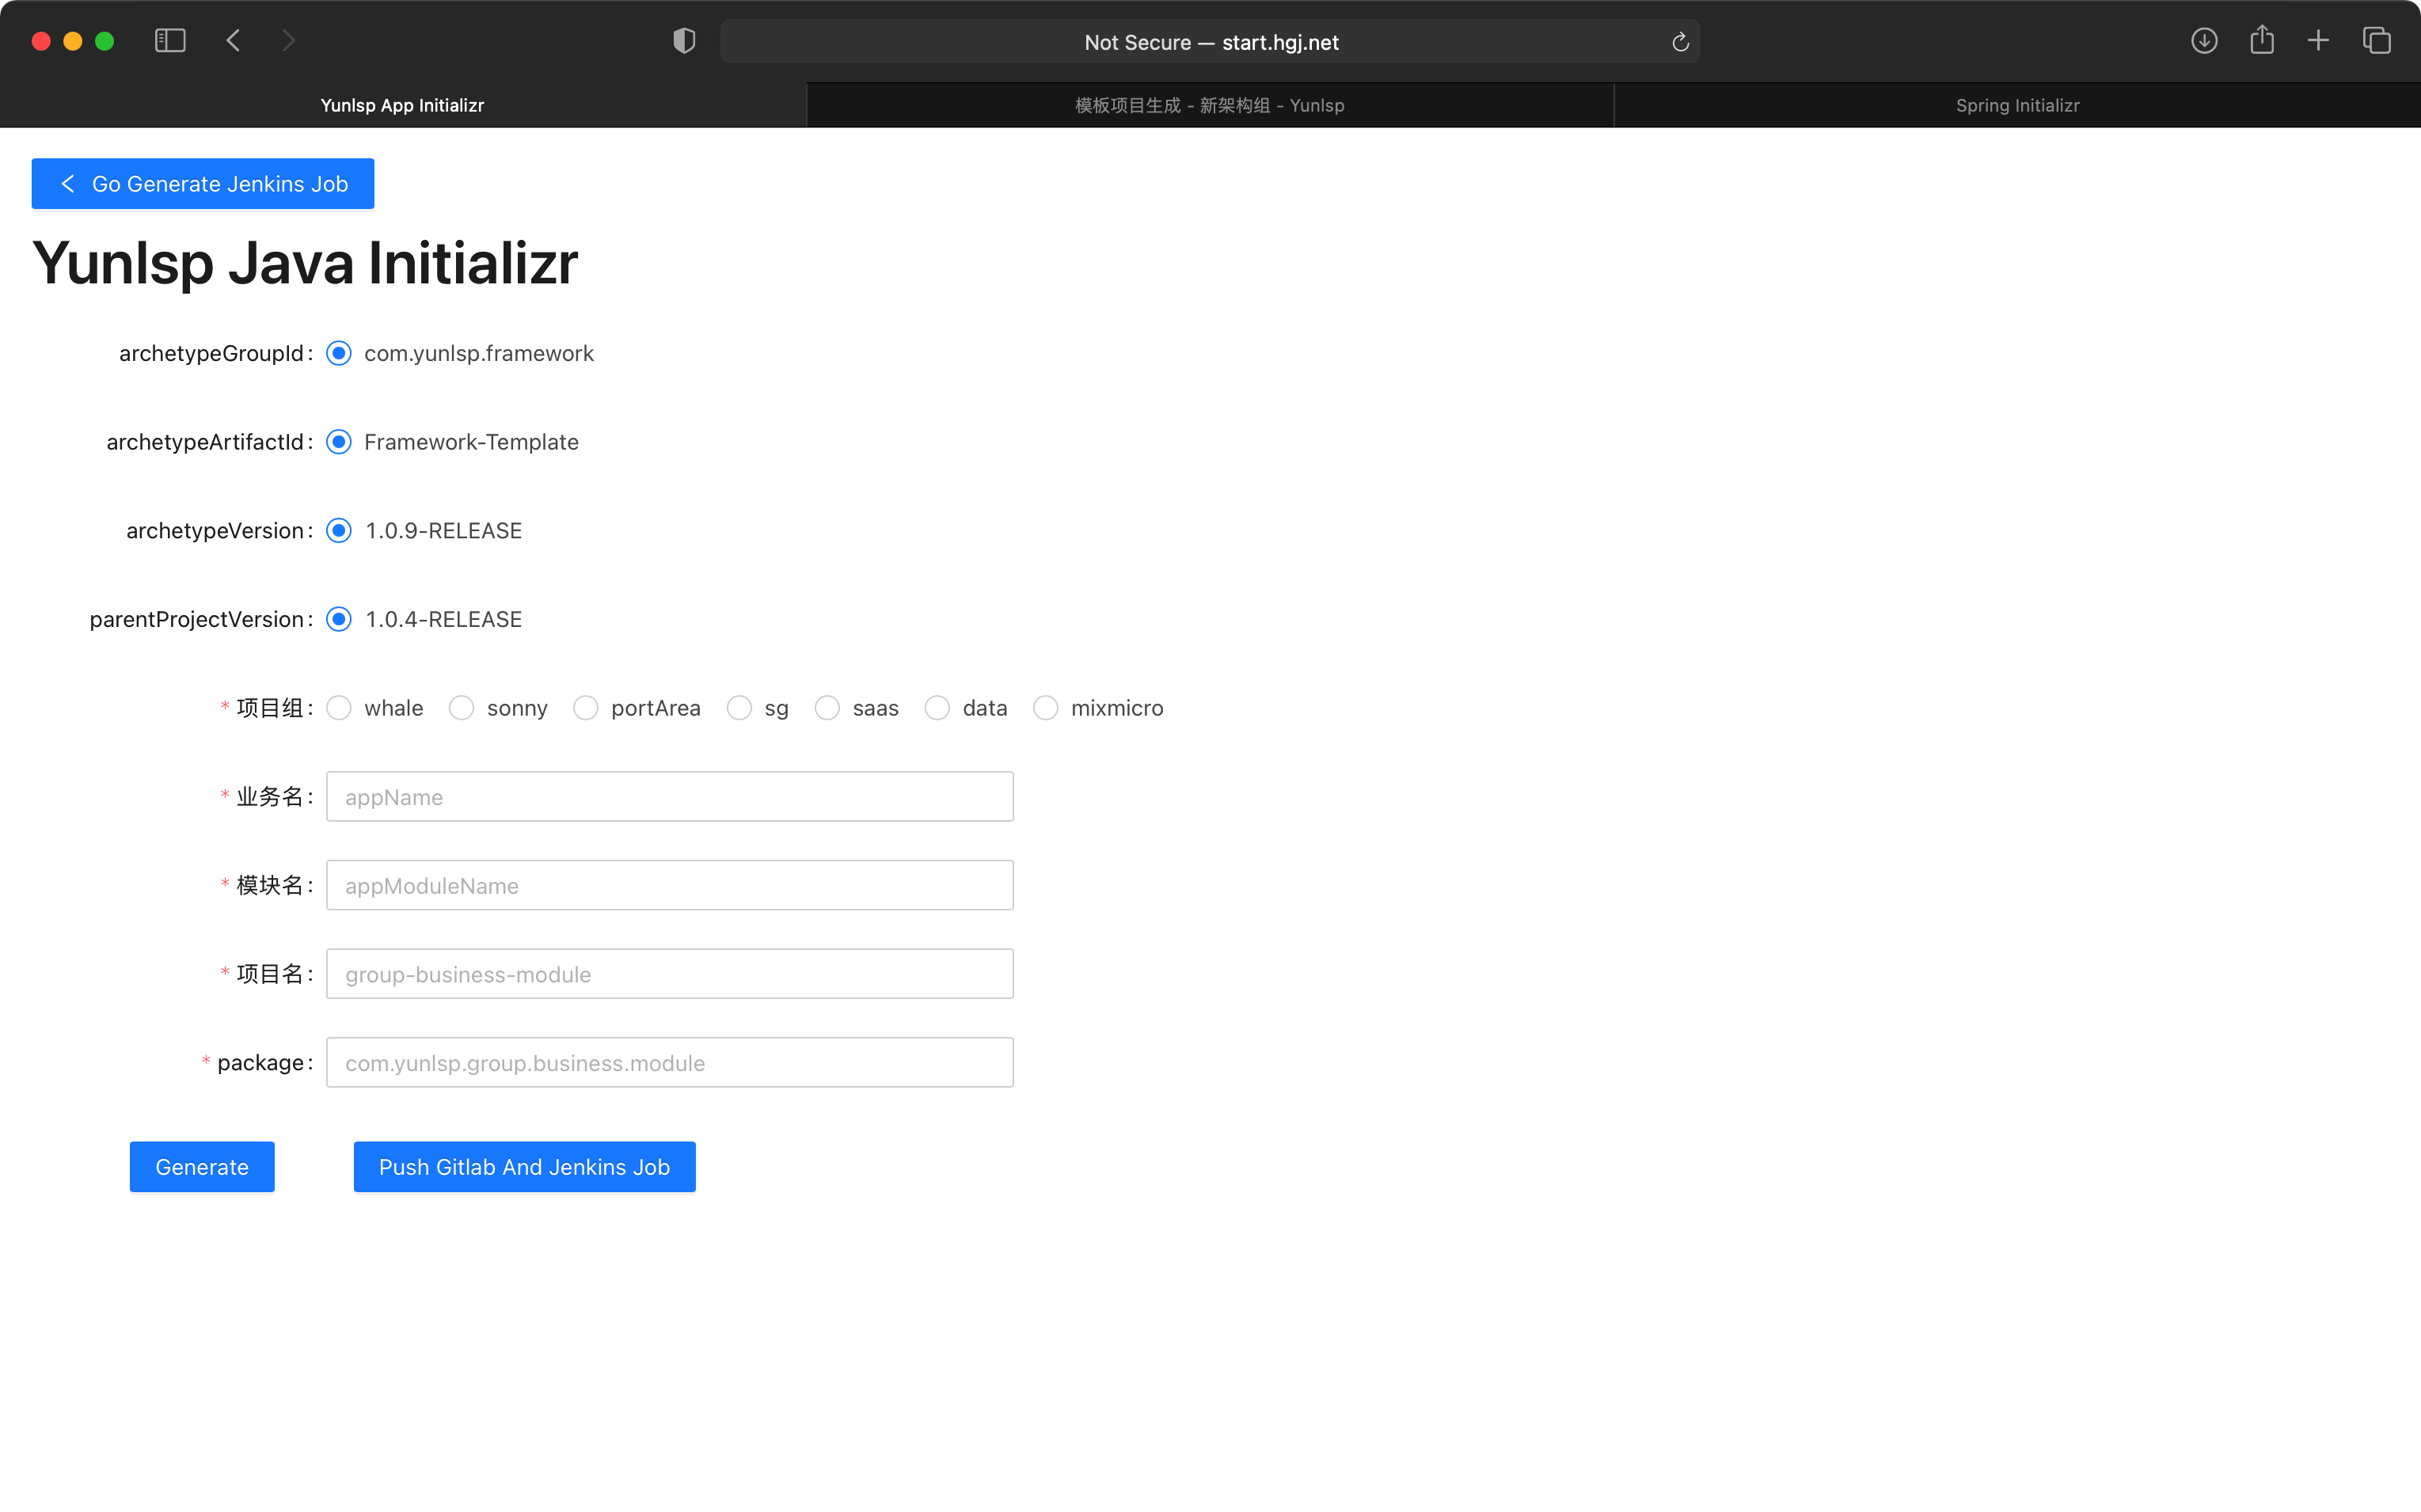 Not Secure — start.hgj.net
Yunlsp App Initializr
模板项目生成 - 新架构组 - Yunlsp
Spring Initializr
Go Generate Jenkins Job
Yunlsp Java Initializr
archetypeGroupId: com.yunlsp.framework
archetypeArtifactId: Framework-Template
archetypeVersion: 1.0.9-RELEASE
parentProjectVersion: 1.0.4-RELEASE
* 项目组: whale sonny portArea sg saas data mixmicro
* 业务名: appName
* 模块名: appModuleName
* 项目名: group-business-module
* package: com.yunlsp.group.business.module
Generate Push Gitlab And Jenkins Job